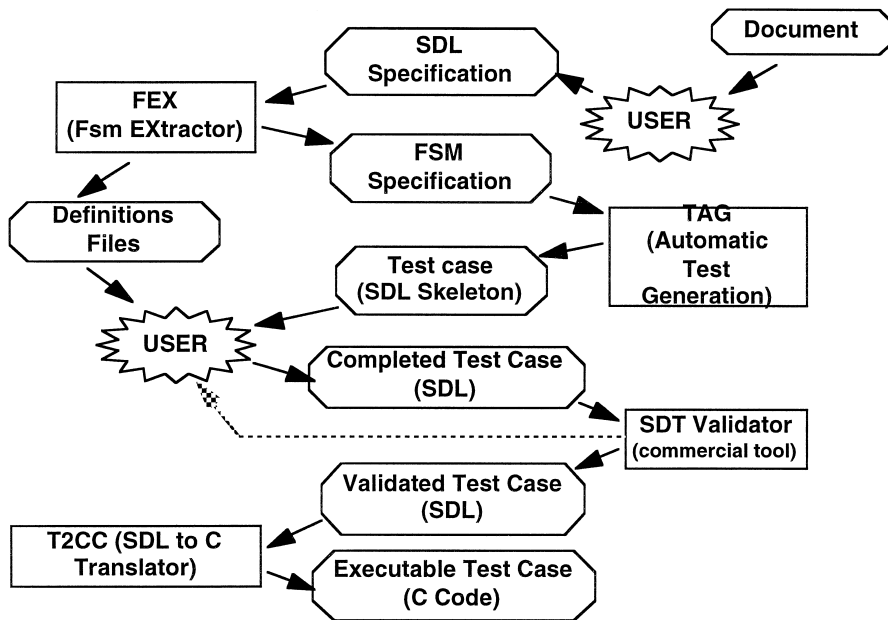 Document
SDL
Specification
USER
FEX
(Fsm EXtractor)
FSM
Specification
Definitions
Files
TAG
(Automatic
Test
Generation)
Test case
(SDL Skeleton)
USER
Completed Test Case
(SDL)
SDT Validator
(commercial tool)
Validated Test Case
(SDL)
T2CC (SDL to C
Translator)
Executable Test Case
(C Code)